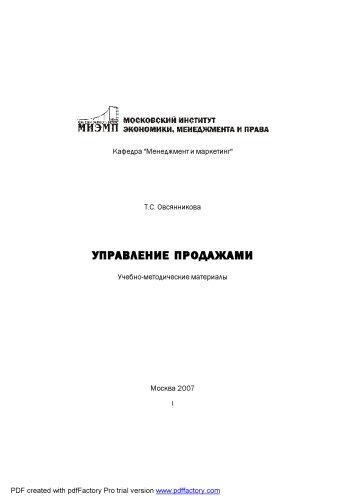 МИЭМП
МОСКОВСКИЙ ИНСТИТУТ
ЭКОНОМИКИ, МЕНЕДЖМЕНТА И ПРАВА
Кафедра "Менеджмент и маркетинг"
Т.С. Овсянникова
УПРАВЛЕНИЕ ПРОДАЖАМИ
Учебно-методические материалы
Москва 2007
1
PDF created with pdfFactory Pro trial version www.pdffactory.com